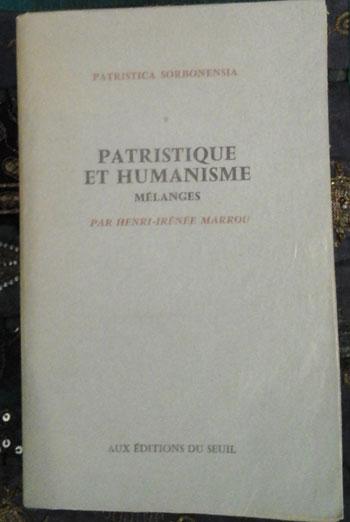 PATRISTICA SORBONENSIA
PATRISTIQUE
ET HUMANISME
MÉLANGES
PAR HENRI-IRÉNÉE MARROU
AUX ÉDITIONS DU SEUIL